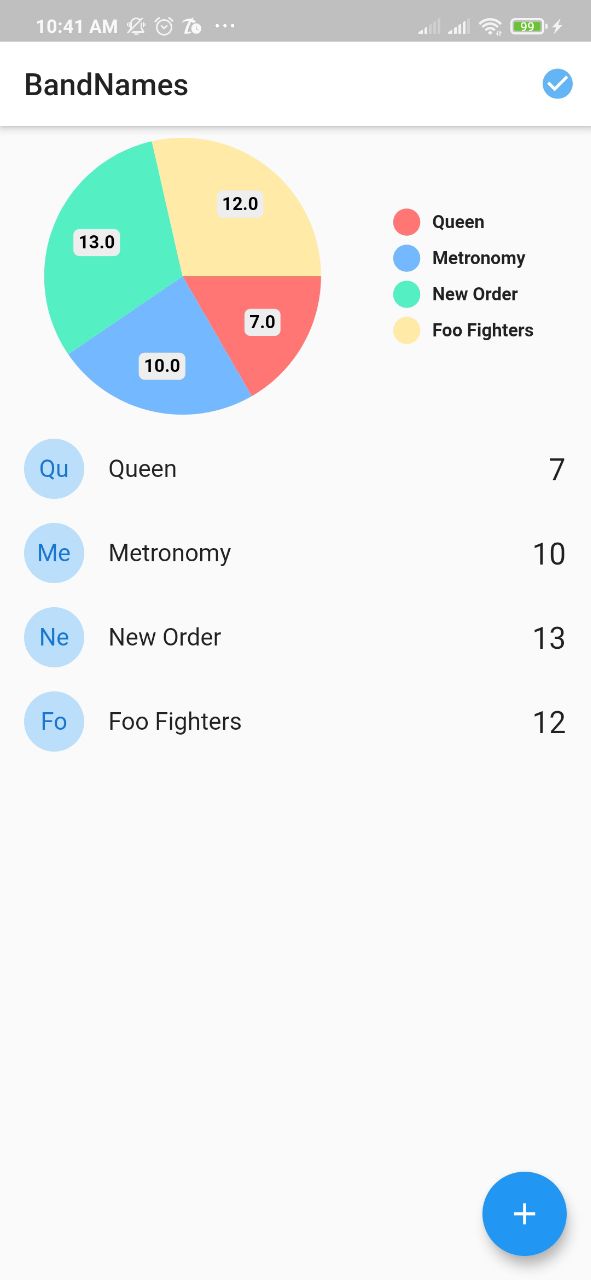 10:41 AM ... 99
BandNames
12.0
13.0
7.0
10.0
Queen
Metronomy
New Order
Foo Fighters
Qu Queen 7
Me Metronomy 10
Ne New Order 13
Fo Foo Fighters 12
+